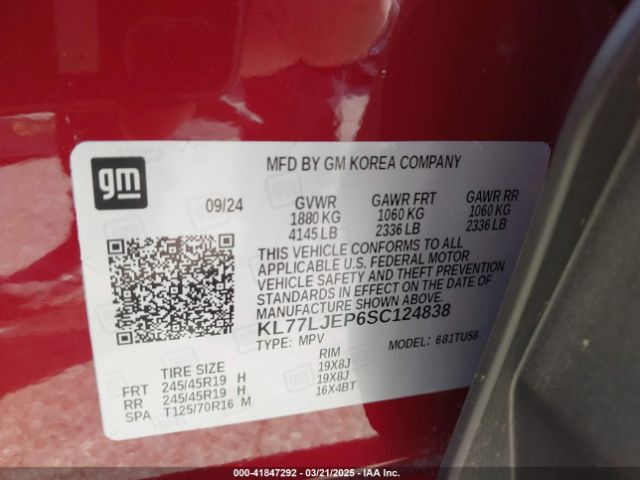 gm
MFD BY GM KOREA COMPANY
09/24 GVWR GAWR FRT GAWR RR
1880 KG 1060 KG 1060 KG
4145 LB 2336 LB 2336 LB
THIS VEHICLE CONFORMS TO ALL
APPLICABLE U.S. FEDERAL MOTOR
VEHICLE SAFETY AND THEFT PREVENTION
STANDARDS IN EFFECT ON THE DATE OF
MANUFACTURE SHOWN ABOVE.
KL77LJEP6SC124838
TYPE: MPV MODEL: 681TU58
TIRE SIZE RIM
FRT 245/45R19 H 19X8J
RR 245/45R19 H 19X8J
SPA T125/70R16 M 16X4BT
000-41847292 - 03/21/2025 - IAA Inc. (C) Copyright